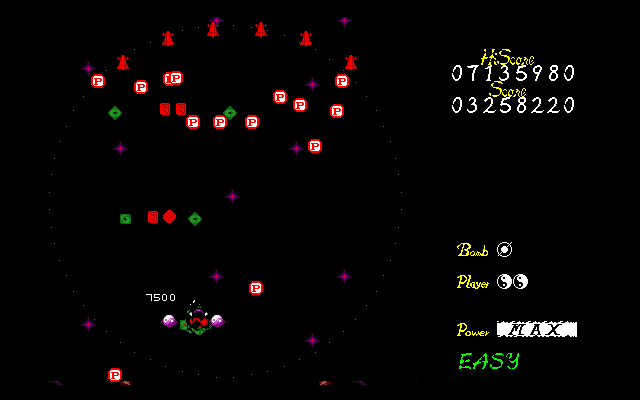 HiScore
07135980
Score
03258220
P
P P P
P
P P P
P P P P
P
Bomb
Player
P
7500
Power MAX
EASY
P